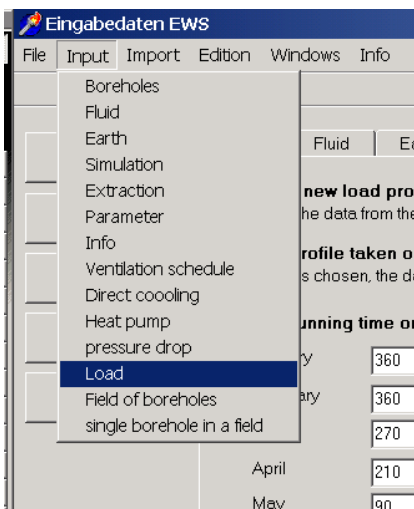 Eingabedaten EWS
File Input Import Edition Windows Info
Boreholes
Fluid
Earth
Simulation
Extraction
Parameter
Info
Ventilation schedule
Direct coooling
Heat pump
pressure drop
Load
Field of boreholes
single borehole in a field
Fluid
new load pro
he data from the
rofile taken o
s chosen, the d
unning time o
ry 360
ary 360
270
April 210
May 90